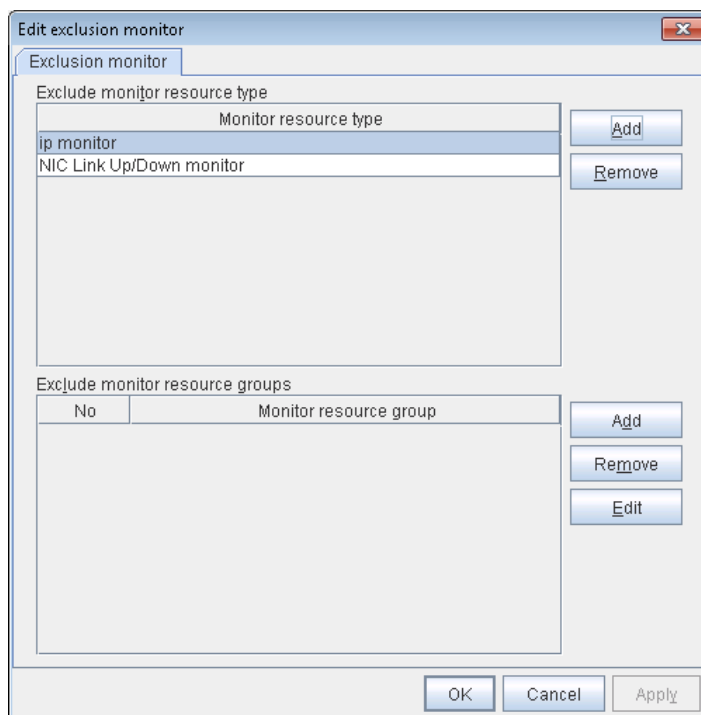 Edit exclusion monitor
Exclusion monitor
Exclude monitor resource type
Monitor resource type
Add
ip monitor
NIC Link Up/Down monitor
Remove
Exclude monitor resource groups
No Monitor resource group
Add
Remove
Edit
OK Cancel Apply